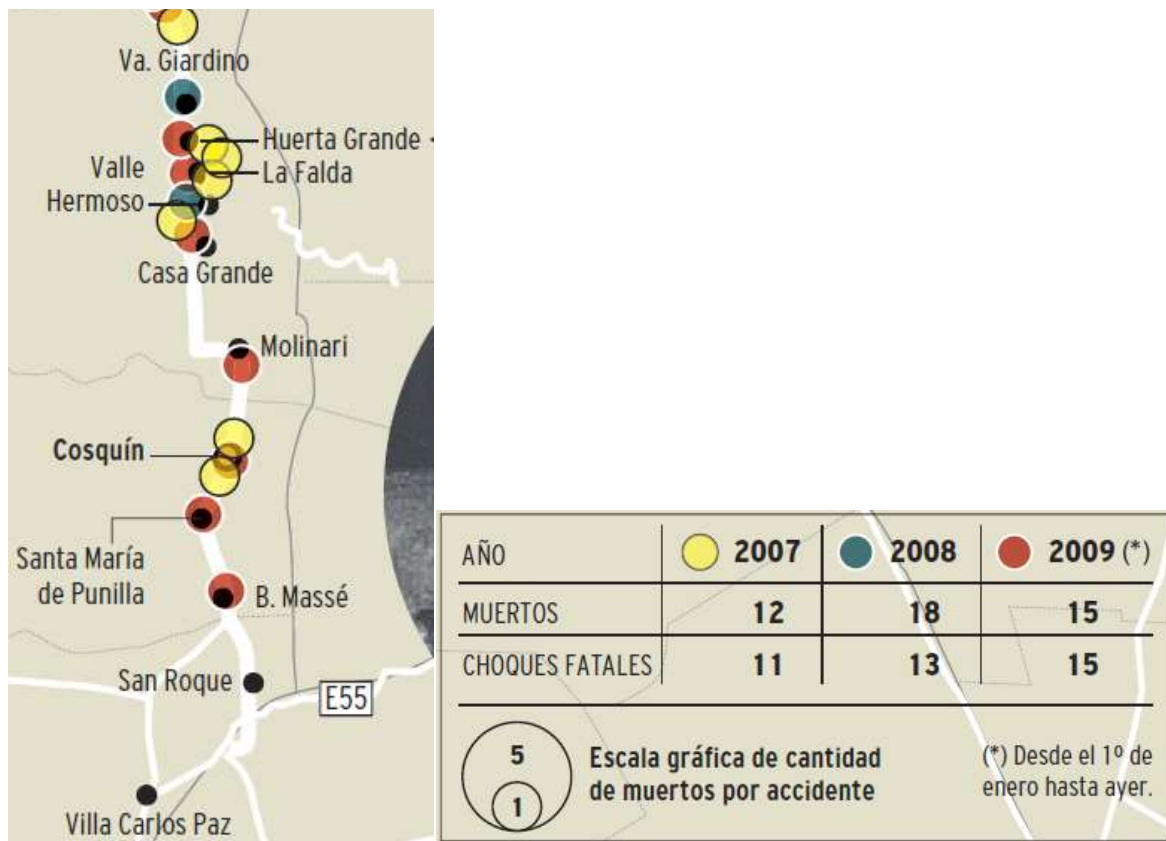 Va. Giardino
Huerta Grande
Valle
Hermoso
La Falda
Casa Grande
Molinari
Cosquín
Santa María
de Punilla
B. Massé
San Roque
E55
Villa Carlos Paz
AÑO 2007 2008 2009 (*)
MUERTOS 12 18 15
CHOQUES FATALES 11 13 15
5
1
Escala gráfica de cantidad
de muertos por accidente
(*) Desde el 1º de
enero hasta ayer.